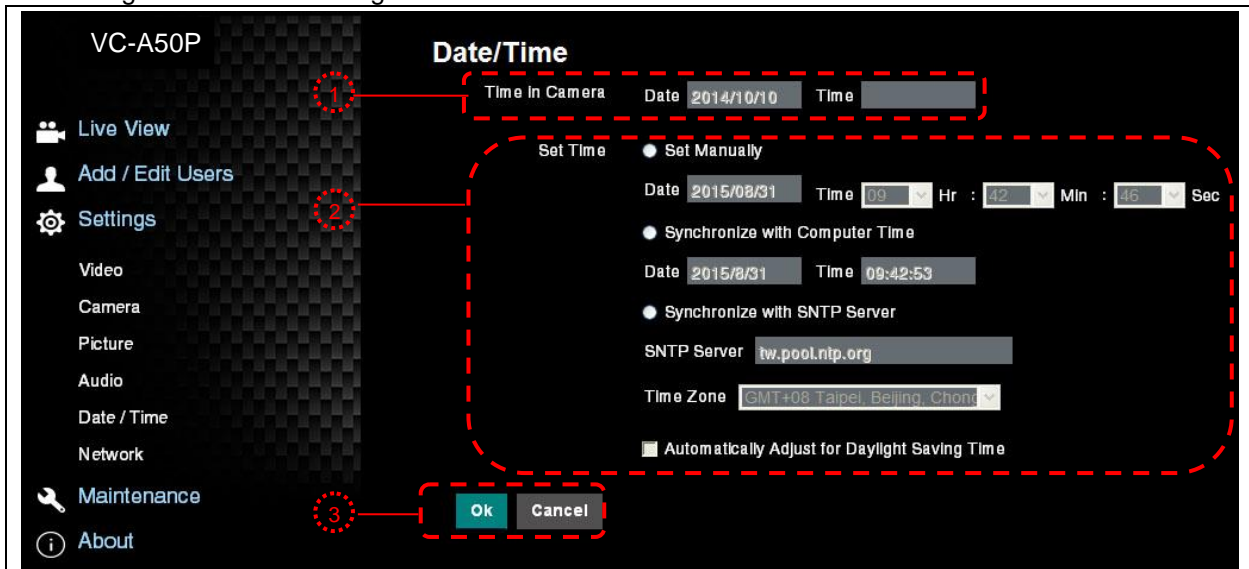 VC-A50P
Live View
Add / Edit Users
Settings
Video
Camera
Picture
Audio
Date / Time
Network
Maintenance
About
Date/Time
1
Time in Camera Date 2014/10/10 Time
2
Set Time Set Manually
Date 2015/08/31 Time 09 Hr : 42 Min : 46 Sec
Synchronize with Computer Time
Date 2015/8/31 Time 09:42:53
Synchronize with SNTP Server
SNTP Server tw.pool.ntp.org
Time Zone GMT+08 Taipei, Beijing, Chong
Automatically Adjust for Daylight Saving Time
3
Ok Cancel